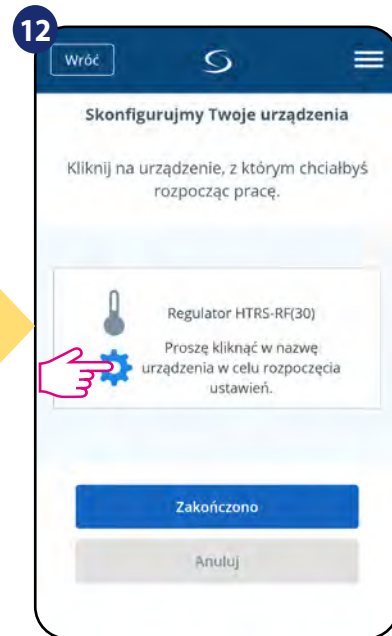 12
Wróć
Skonfigurujmy Twoje urządzenia
Kliknij na urządzenie, z którym chciałbyś
rozpocząc pracę.
Regulator HTRS-RF(30)
Proszę kliknąć w nazwę
urządzenia w celu rozpoczęcia
ustawień.
Zakończono
Anuluj